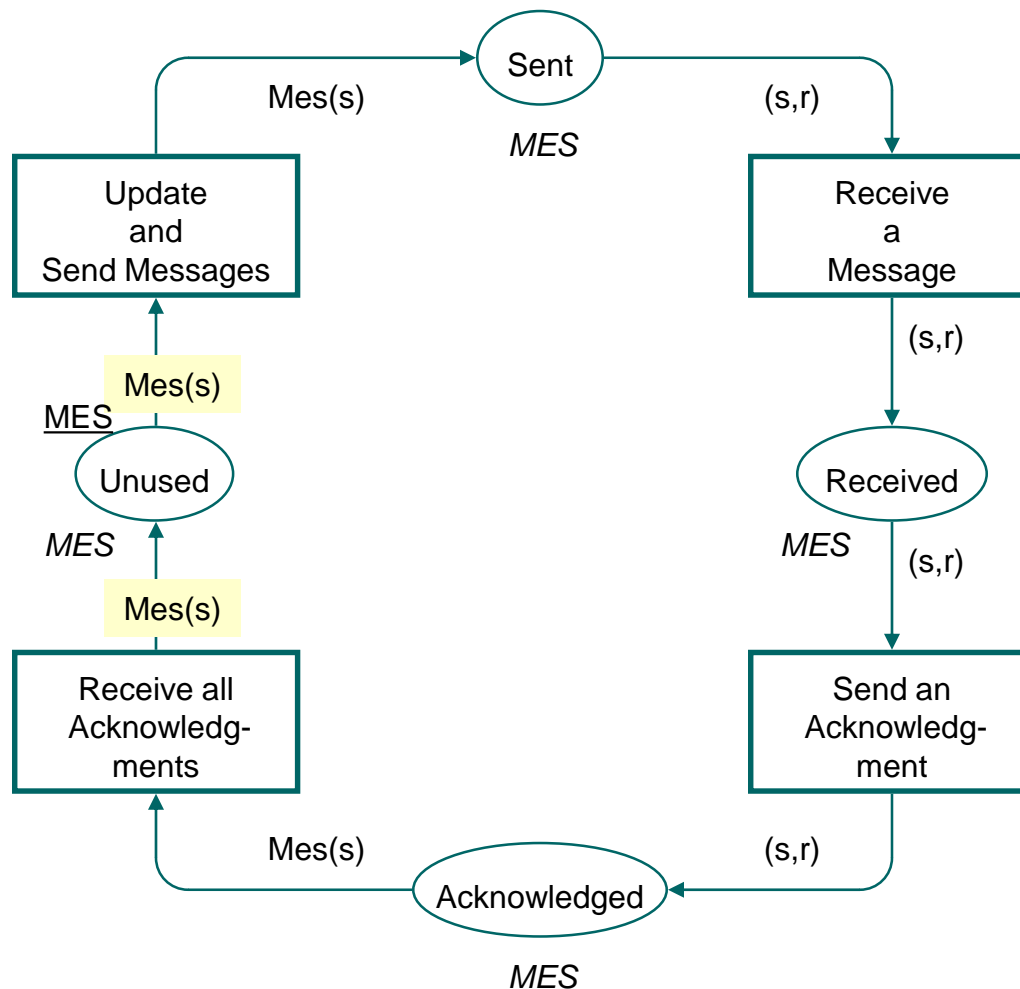 Sent
Mes(s)
(s,r)
MES
Update
and
Send Messages
Receive
a
Message
(s,r)
Mes(s)
MES
Unused
Received
MES
MES
(s,r)
Mes(s)
Receive all
Acknowledg-
ments
Send an
Acknowledg-
ment
Mes(s)
(s,r)
Acknowledged
MES